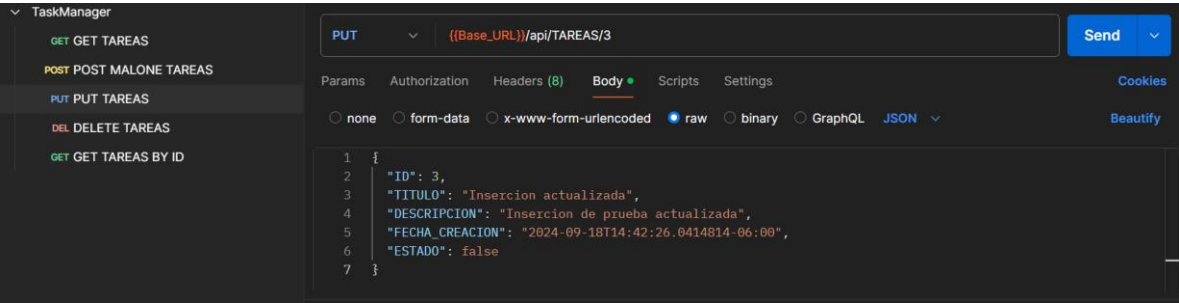 TaskManager
GET GET TAREAS
POST POST MALONE TAREAS
PUT PUT TAREAS
DEL DELETE TAREAS
GET GET TAREAS BY ID
PUT {{Base_URL}}/api/TAREAS/3 Send
Params Authorization Headers (8) Body Scripts Settings Cookies
none form-data x-www-form-urlencoded raw binary GraphQL JSON Beautify
1 {
2 "ID": 3,
3 "TITULO": "Insercion actualizada",
4 "DESCRIPCION": "Insercion de prueba actualizada",
5 "FECHA_CREACION": "2024-09-18T14:42:26.0414814-06:00",
6 "ESTADO": false
7 }